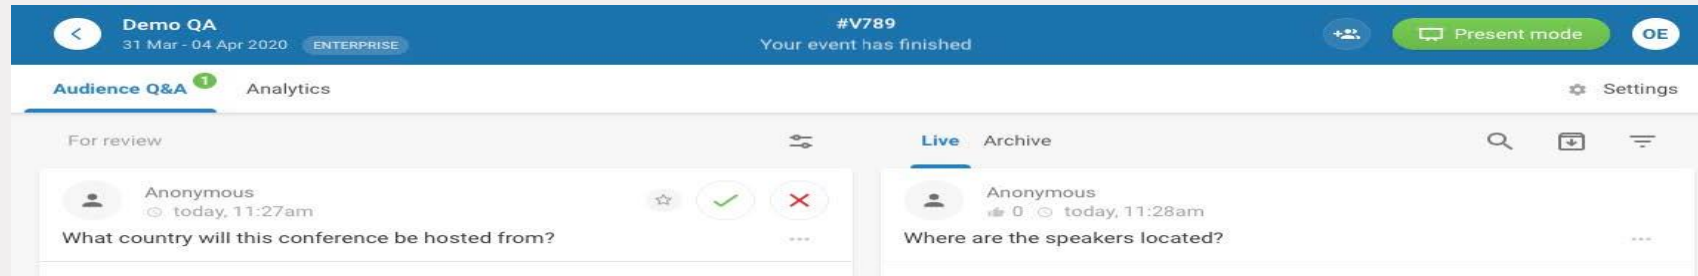 Demo QA
31 Mar - 04 Apr 2020 ENTERPRISE
#V789
Your event has finished
Present mode
OE
Audience Q&A 1
Analytics
Settings
For review
Live
Archive
Anonymous
today, 11:27am
What country will this conference be hosted from?
Anonymous
0 today, 11:28am
Where are the speakers located?